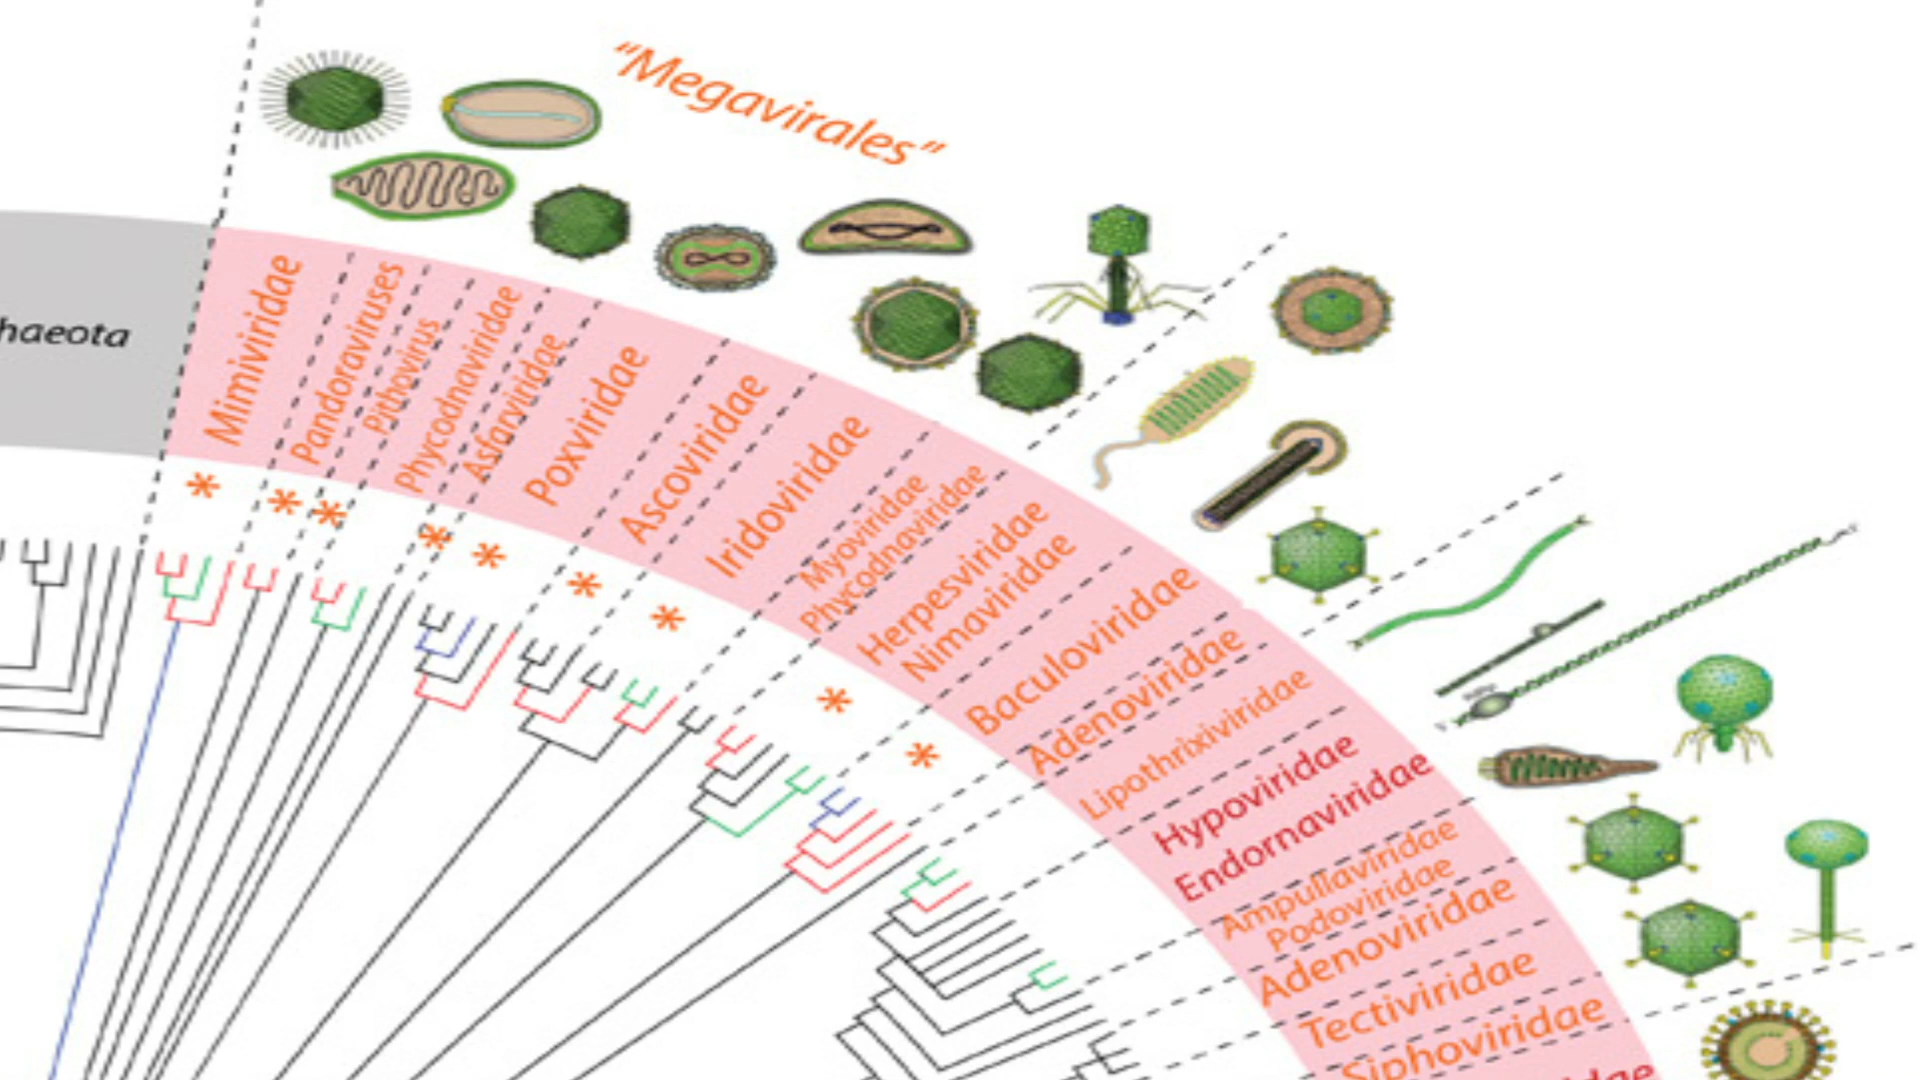 “Megavirales”
haeota
Mimiviridae
Pandoraviruses
Pithovirus
Phycodnaviridae
Asfarviridae
Poxviridae
Ascoviridae
Iridoviridae
Myoviridae
Phycodnaviridae
Herpesviridae
Nimaviridae
Baculoviridae
Adenoviridae
Lipothrixiviridae
Hypoviridae
Endornaviridae
Ampullaviridae
Podoviridae
Adenoviridae
Tectiviridae
Siphoviridae